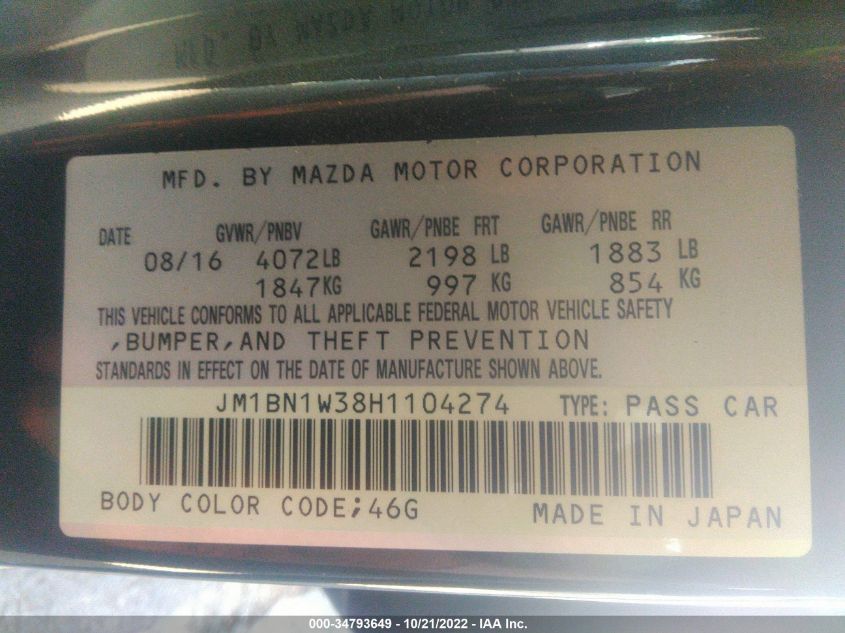 MFD. BY MAZDA MOTOR CORPORATION
DATE GVWR/PNBV GAWR/PNBE FRT GAWR/PNBE RR
08/16 4072LB 2198 LB 1883 LB
1847KG 997 KG 854 KG
THIS VEHICLE CONFORMS TO ALL APPLICABLE FEDERAL MOTOR VEHICLE SAFETY
,BUMPER,AND THEFT PREVENTION
STANDARDS IN EFFECT ON THE DATE OF MANUFACTURE SHOWN ABOVE.
JM1BN1W38H1104274 TYPE: PASS CAR
BODY COLOR CODE;46G
MADE IN JAPAN
000-34793649 - 10/21/2022 - IAA Inc.